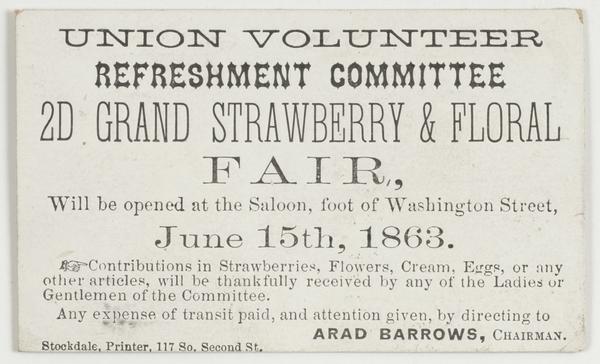 UNION VOLUNTEER
REFRESHMENT COMMITTEE
2D GRAND STRAWBERRY & FLORAL
FAIR,
Will be opened at the Saloon, foot of Washington Street,
June 15th, 1863.
☞Contributions in Strawberries, Flowers, Cream, Eggs, or any
other articles, will be thankfully received by any of the Ladies or
Gentlemen of the Committee.
Any expense of transit paid, and attention given, by directing to
ARAD BARROWS, CHAIRMAN.
Stockdale, Printer, 117 So. Second St.